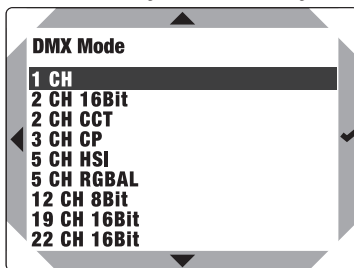 DMX Mode
1 CH
2 CH 16Bit
2 CH CCT
3 CH CP
5 CH HSI
5 CH RGBAL
12 CH 8Bit
19 CH 16Bit
22 CH 16Bit